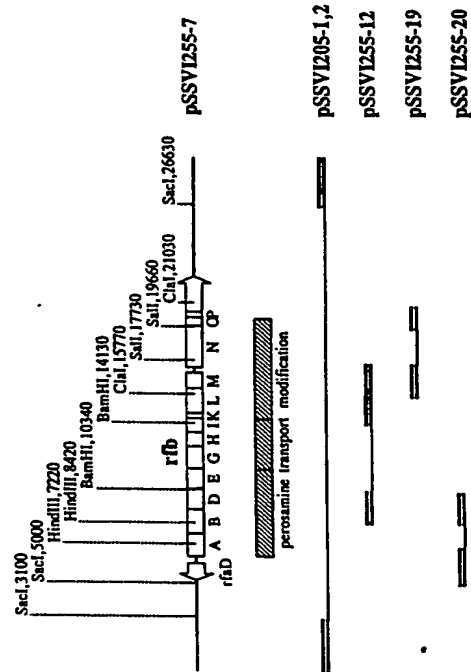 pSSVI255-7
SacI,3100
SacI,5000
HindIII,7220
HindIII,8420
BamHI,10340
BamHI,14130
ClaI,15770
SalI,17730
SalI,19660
ClaI,21030
SacI,26630
rfb
rfaD
A B D E G H I K L M N O P
perosamine transport modification
pSSVI205-1,2
pSSVI255-12
pSSVI255-19
pSSVI255-20